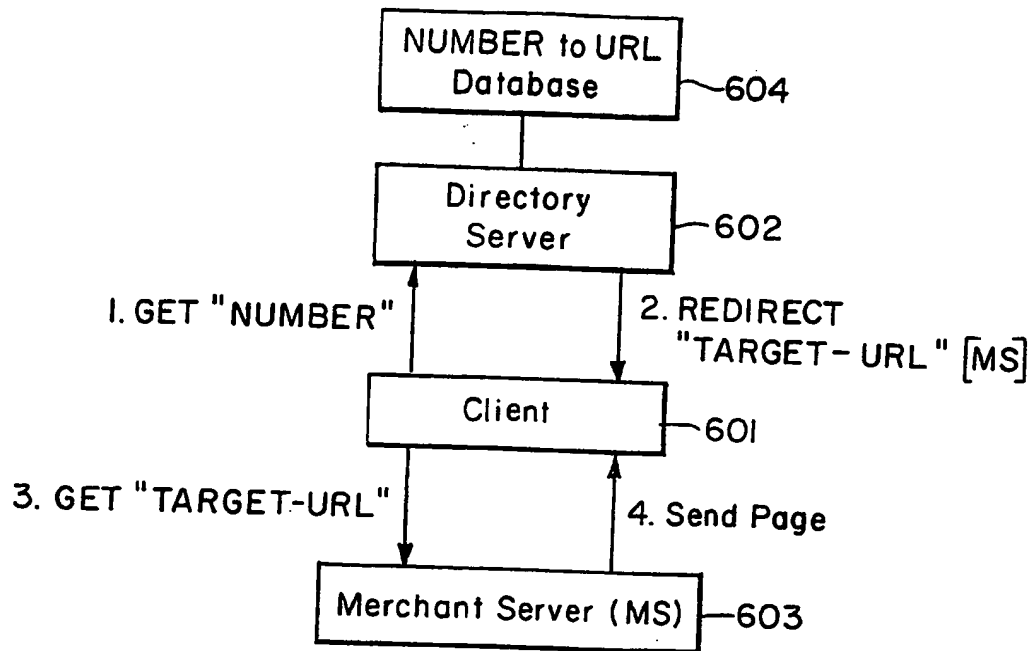 NUMBER to URL
Database
604
Directory
Server
602
1. GET "NUMBER"
2. REDIRECT
"TARGET-URL" [MS]
Client
601
3. GET "TARGET-URL"
4. Send Page
Merchant Server (MS)
603